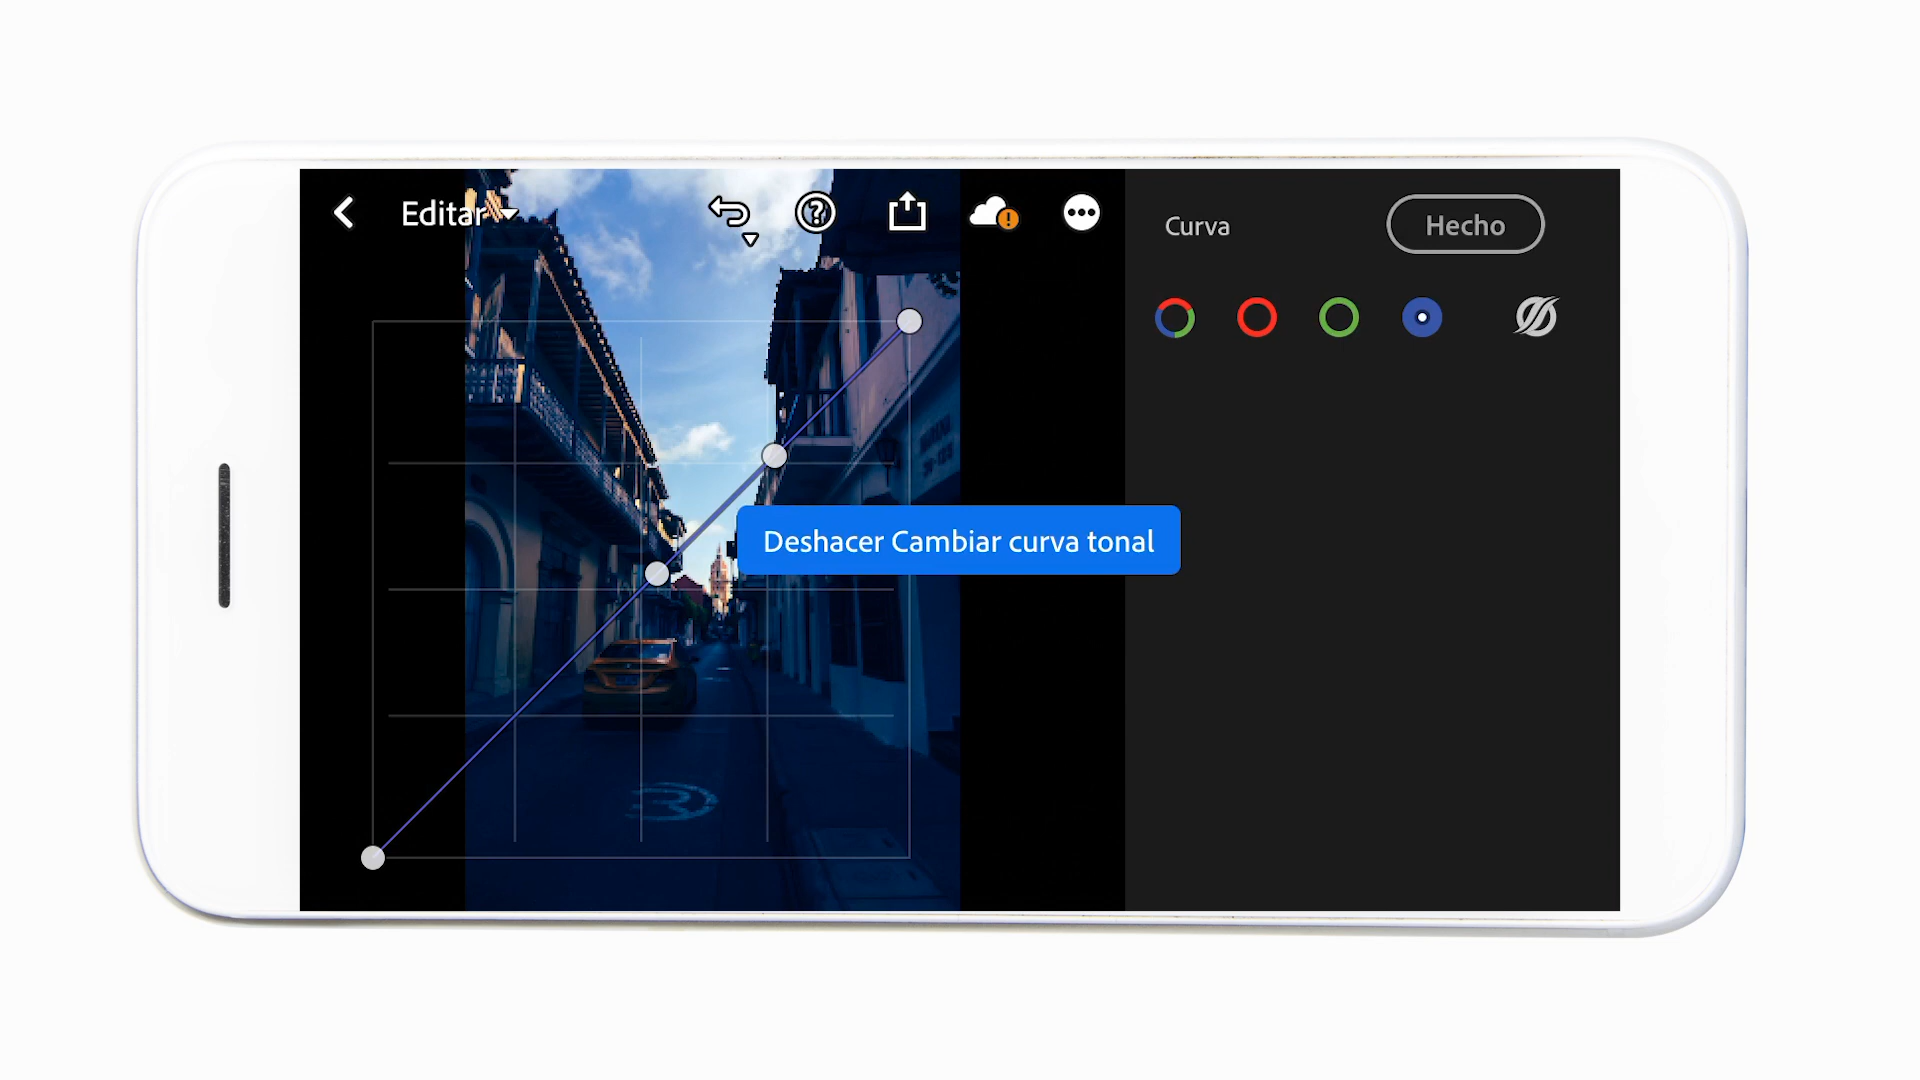 Editar
Curva
Hecho
Deshacer Cambiar curva tonal